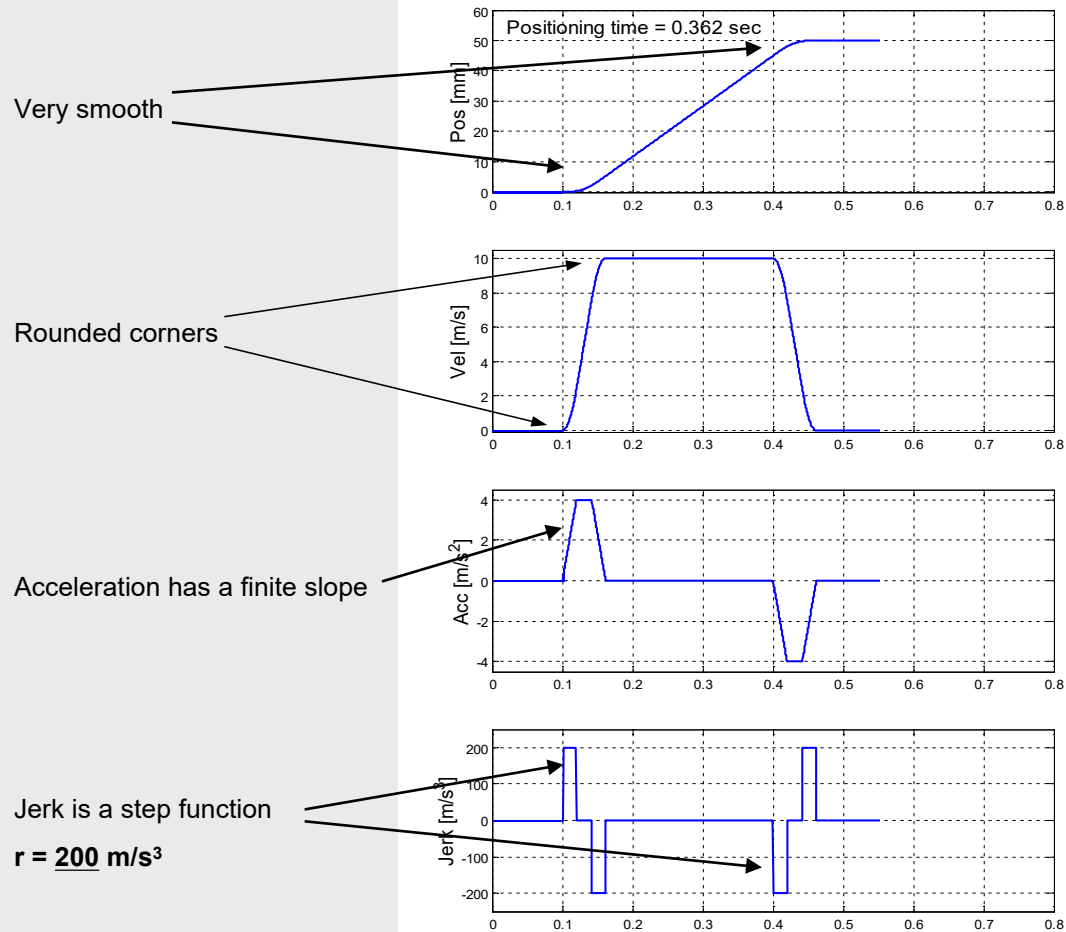 60
Positioning time = 0.362 sec
50
40
30
20
10
0
Pos [mm]
0 0.1 0.2 0.3 0.4 0.5 0.6 0.7 0.8
Very smooth
10
8
6
4
2
0
Vel [m/s]
0 0.1 0.2 0.3 0.4 0.5 0.6 0.7 0.8
Rounded corners
4
2
0
-2
-4
Acc [m/s²]
0 0.1 0.2 0.3 0.4 0.5 0.6 0.7 0.8
Acceleration has a finite slope
200
100
0
-100
-200
Jerk [m/s³]
0 0.1 0.2 0.3 0.4 0.5 0.6 0.7 0.8
Jerk is a step function
r = 200 m/s³